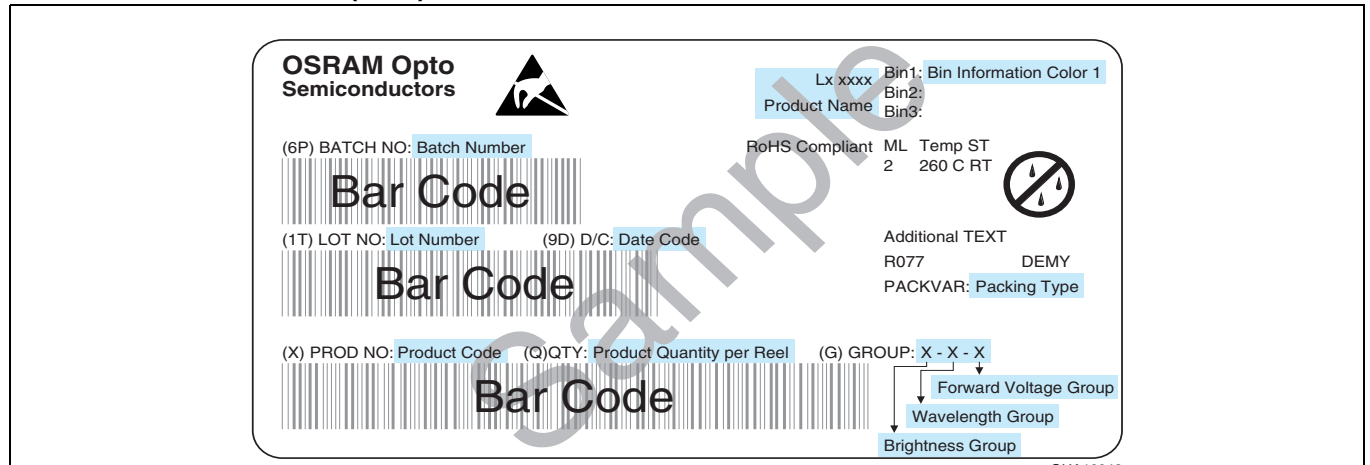 OSRAM Opto
Semiconductors
Lx xxxx
Product Name
Bin1: Bin Information Color 1
Bin2:
Bin3:
(6P) BATCH NO: Batch Number
RoHS Compliant
ML Temp ST
2 260 C RT
Bar Code
(1T) LOT NO: Lot Number (9D) D/C: Date Code
Additional TEXT
R077 DEMY
PACKVAR: Packing Type
Bar Code
Sample
(X) PROD NO: Product Code (Q)QTY: Product Quantity per Reel (G) GROUP: X - X - X
Forward Voltage Group
Wavelength Group
Brightness Group
Bar Code